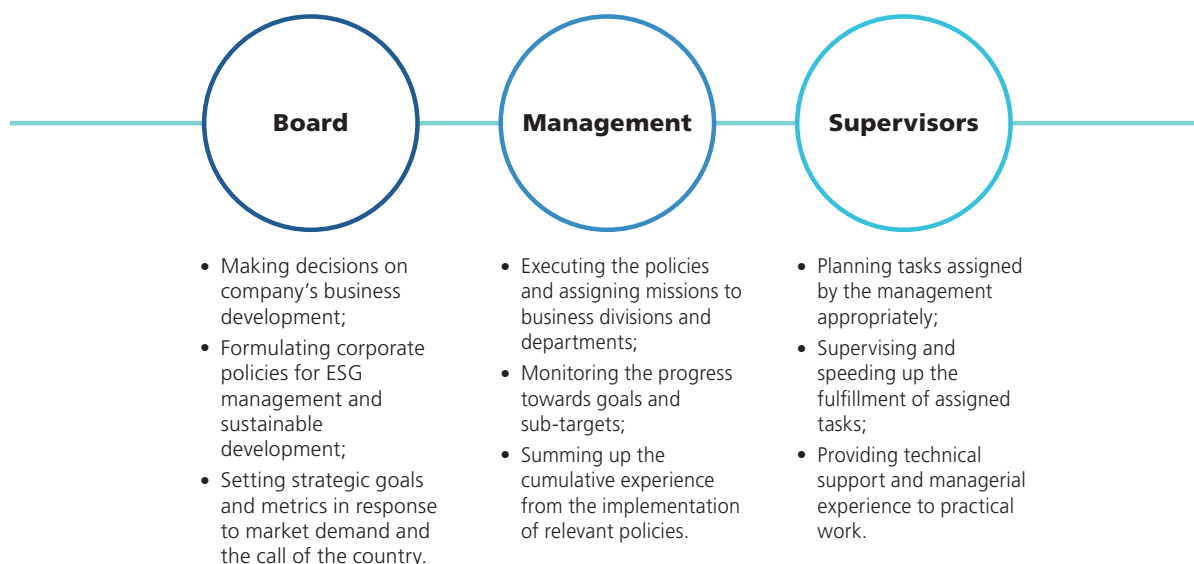 Board
• Making decisions on
company’s business
development;
• Formulating corporate
policies for ESG
management and
sustainable
development;
• Setting strategic goals
and metrics in response
to market demand and
the call of the country.
Management
• Executing the policies
and assigning missions to
business divisions and
departments;
• Monitoring the progress
towards goals and
sub-targets;
• Summing up the
cumulative experience
from the implementation
of relevant policies.
Supervisors
• Planning tasks assigned
by the management
appropriately;
• Supervising and
speeding up the
fulfillment of assigned
tasks;
• Providing technical
support and managerial
experience to practical
work.